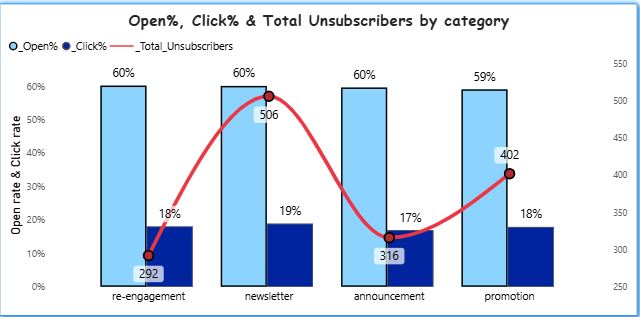 Open%, Click% & Total Unsubscribers by category
_Open% _Click% _Total_Unsubscribers
Open rate & Click rate
60%
50%
40%
30%
20%
10%
0%
550
500
450
400
350
300
250
60% 60% 60% 59%
18% 19% 17% 18%
292 506 316 402
re-engagement newsletter announcement promotion